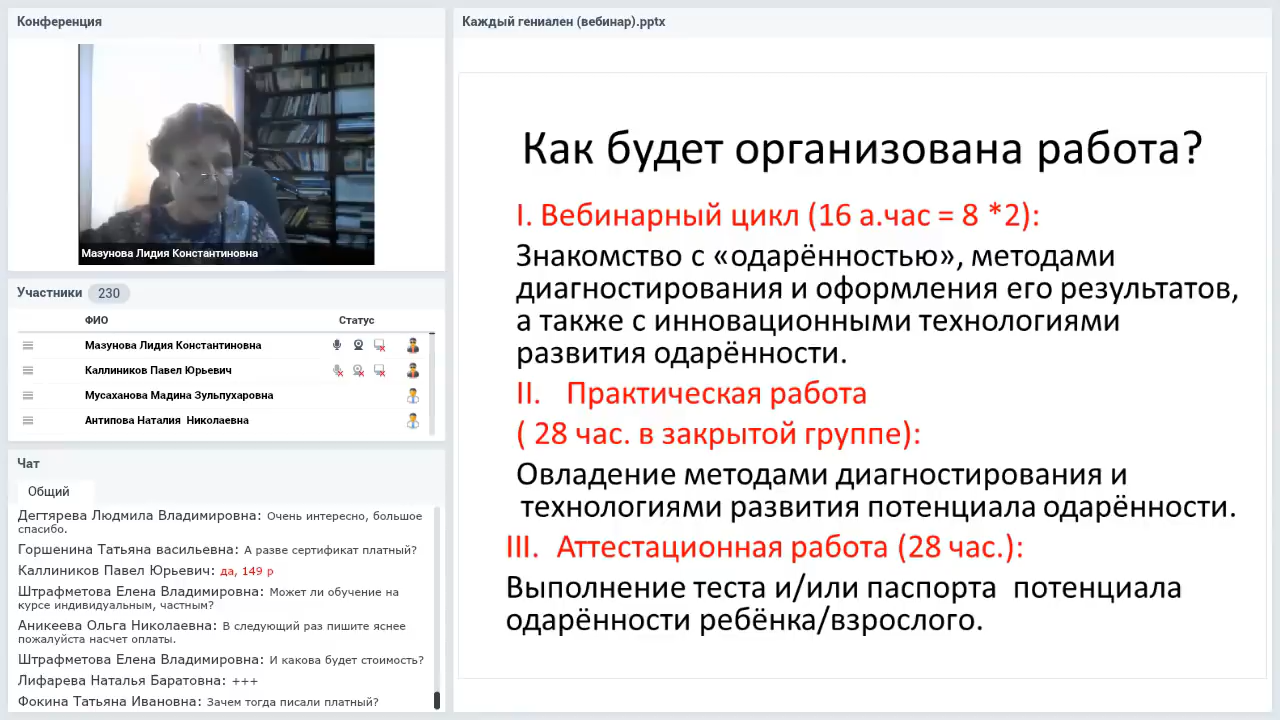 Конференция
Мазунова Лидия Константиновна
Участники 230
ФИО Статус
Мазунова Лидия Константиновна
Каллиников Павел Юрьевич
Мусаханова Мадина Зульпухаровна
Антипова Наталия Николаевна
Чат
Общий
Дегтярева Людмила Владимировна: Очень интересно, большое
спасибо.
Горшенина Татьяна васильевна: А разве сертификат платный?
Каллиников Павел Юрьевич: да, 149 р
Штрафметова Елена Владимировна: Может ли обучение на
курсе индивидуальным, частным?
Аникеева Ольга Николаевна: В следующий раз пишите яснее
пожалуйста насчет оплаты.
Штрафметова Елена Владимировна: И какова будет стоимость?
Лифарева Наталья Баратовна: +++
Фокина Татьяна Ивановна: Зачем тогда писали платный?
Каждый гениален (вебинар).pptx
Как будет организована работа?
I. Вебинарный цикл (16 а.час = 8 *2):
Знакомство с «одарённостью», методами
диагностирования и оформления его результатов,
а также с инновационными технологиями
развития одарённости.
II. Практическая работа
( 28 час. в закрытой группе):
Овладение методами диагностирования и
технологиями развития потенциала одарённости.
III. Аттестационная работа (28 час.):
Выполнение теста и/или паспорта потенциала
одарённости ребёнка/взрослого.